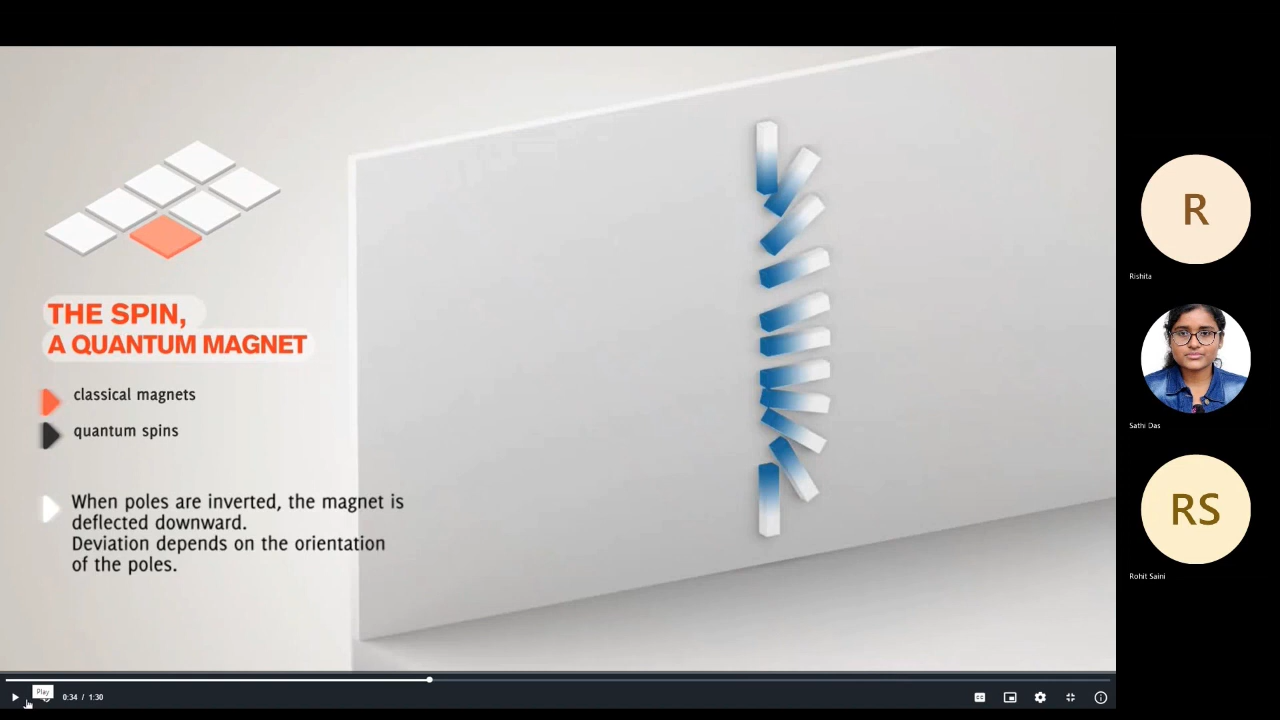 THE SPIN,
A QUANTUM MAGNET
classical magnets
quantum spins
When poles are inverted, the magnet is
deflected downward.
Deviation depends on the orientation
of the poles.
R
Rishita
Sathi Das
RS
Rohit Saini
Play
0:34 / 1:30